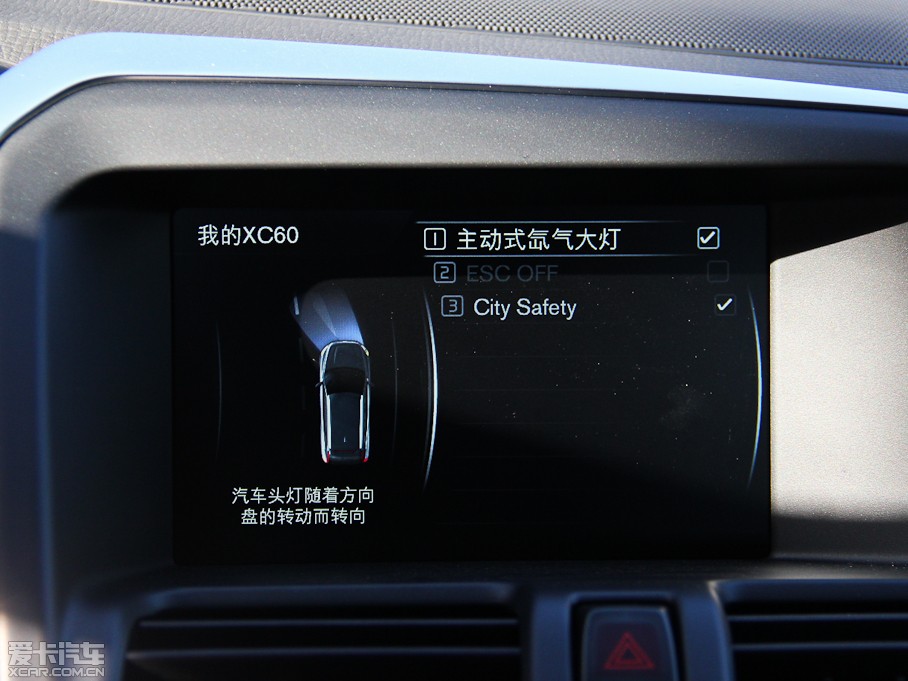 我的XC60
1 主动式氙气大灯
2 ESC OFF
3 City Safety
汽车头灯随着方向
盘的转动而转向
爱卡汽车
XCAR.COM.CN